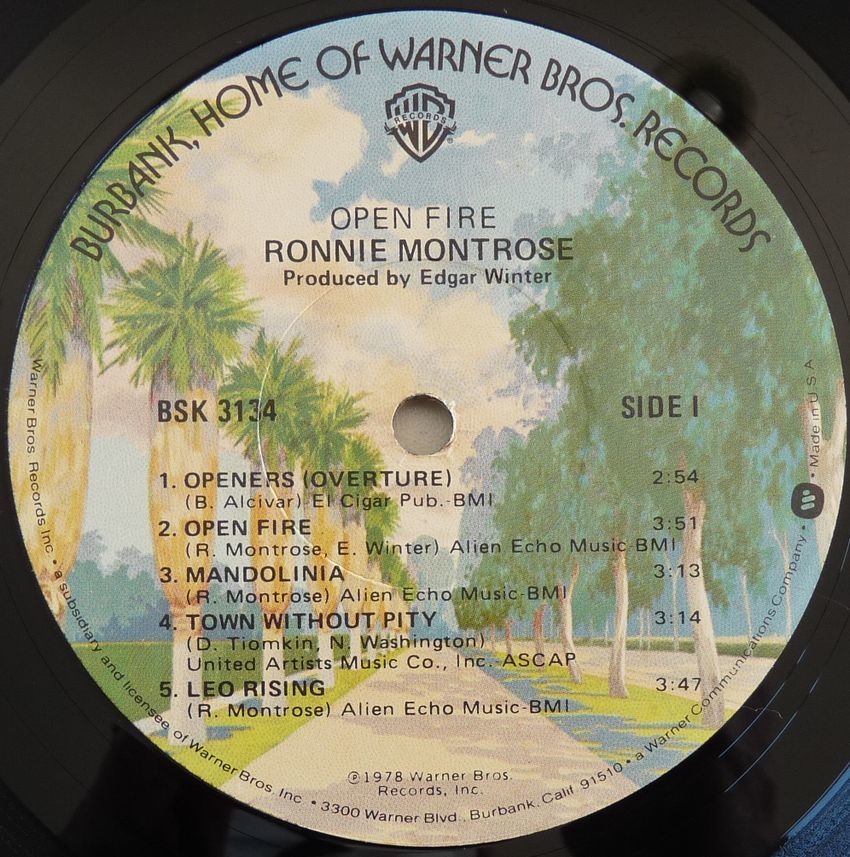 BURBANK, HOME OF WARNER BROS. RECORDS
RECORDS
OPEN FIRE
RONNIE MONTROSE
Produced by Edgar Winter
BSK 3134
SIDE I
1. OPENERS (OVERTURE) 2:54
(B. Alcivar) El Cigar Pub.-BMI
2. OPEN FIRE 3:51
(R. Montrose, E. Winter) Alien Echo Music-BMI
3. MANDOLINIA 3:13
(R. Montrose) Alien Echo Music-BMI
4. TOWN WITHOUT PITY 3:14
(D. Tiomkin, N. Washington)
United Artists Music Co., Inc.-ASCAP
5. LEO RISING 3:47
(R. Montrose) Alien Echo Music-BMI
℗1978 Warner Bros.
Records, Inc.
Warner Bros. Records Inc. • a subsidiary and licensee of Warner Bros. Inc. • 3300 Warner Blvd., Burbank, Calif. 91510 • a Warner Communications Company • Made in U.S.A.